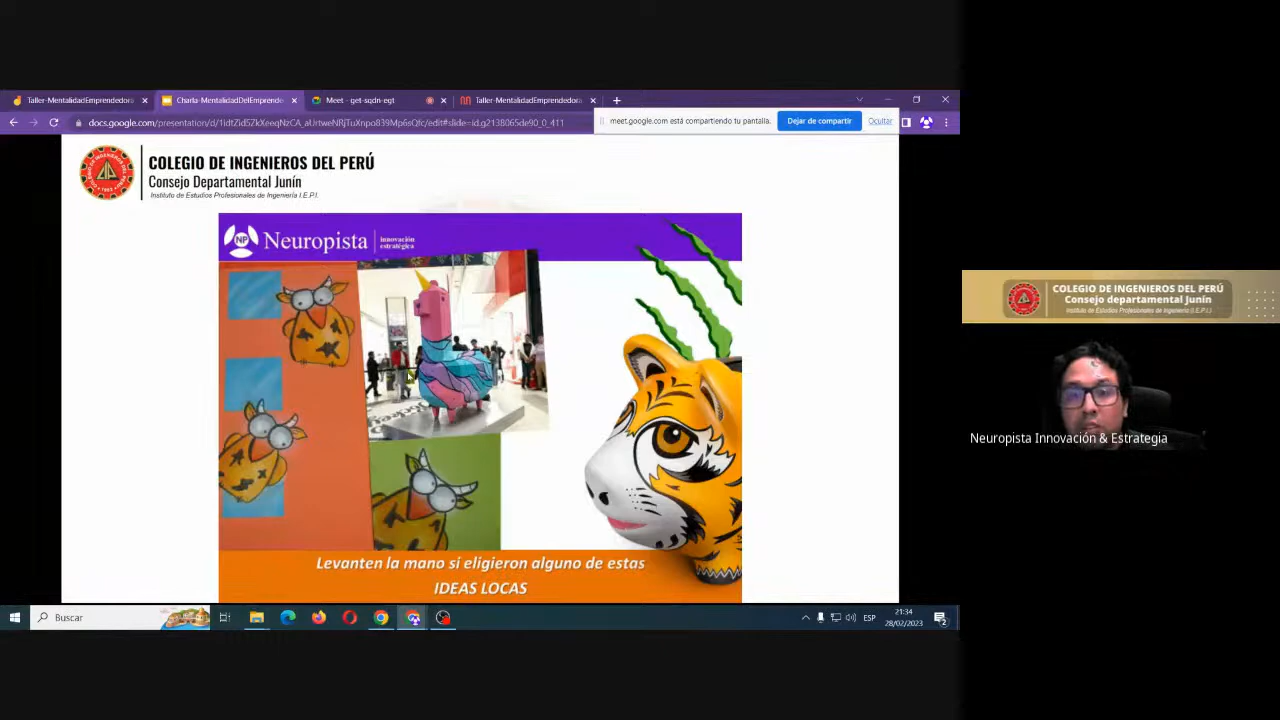 Taller-MentalidadEmprendedora
Charla-MentalidadDelEmprende
Meet - get-sqdn-egt
Taller-MentalidadEmprendedora
meet.google.com está compartiendo tu pantalla.
Dejar de compartir
Ocultar
COLEGIO DE INGENIEROS DEL PERÚ
Consejo Departamental Junín
Instituto de Estudios Profesionales de Ingeniería I.E.P.I.
NP
Neuropista
innovación
estratégica
Levanten la mano si eligieron alguno de estas
IDEAS LOCAS
Buscar
ESP
21:34
28/02/2023
2
COLEGIO DE INGENIEROS DEL PERÚ
Consejo departamental Junín
Instituto de Estudios Profesionales de Ingeniería (I.E.P.I.)
Neuropista Innovación & Estrategia